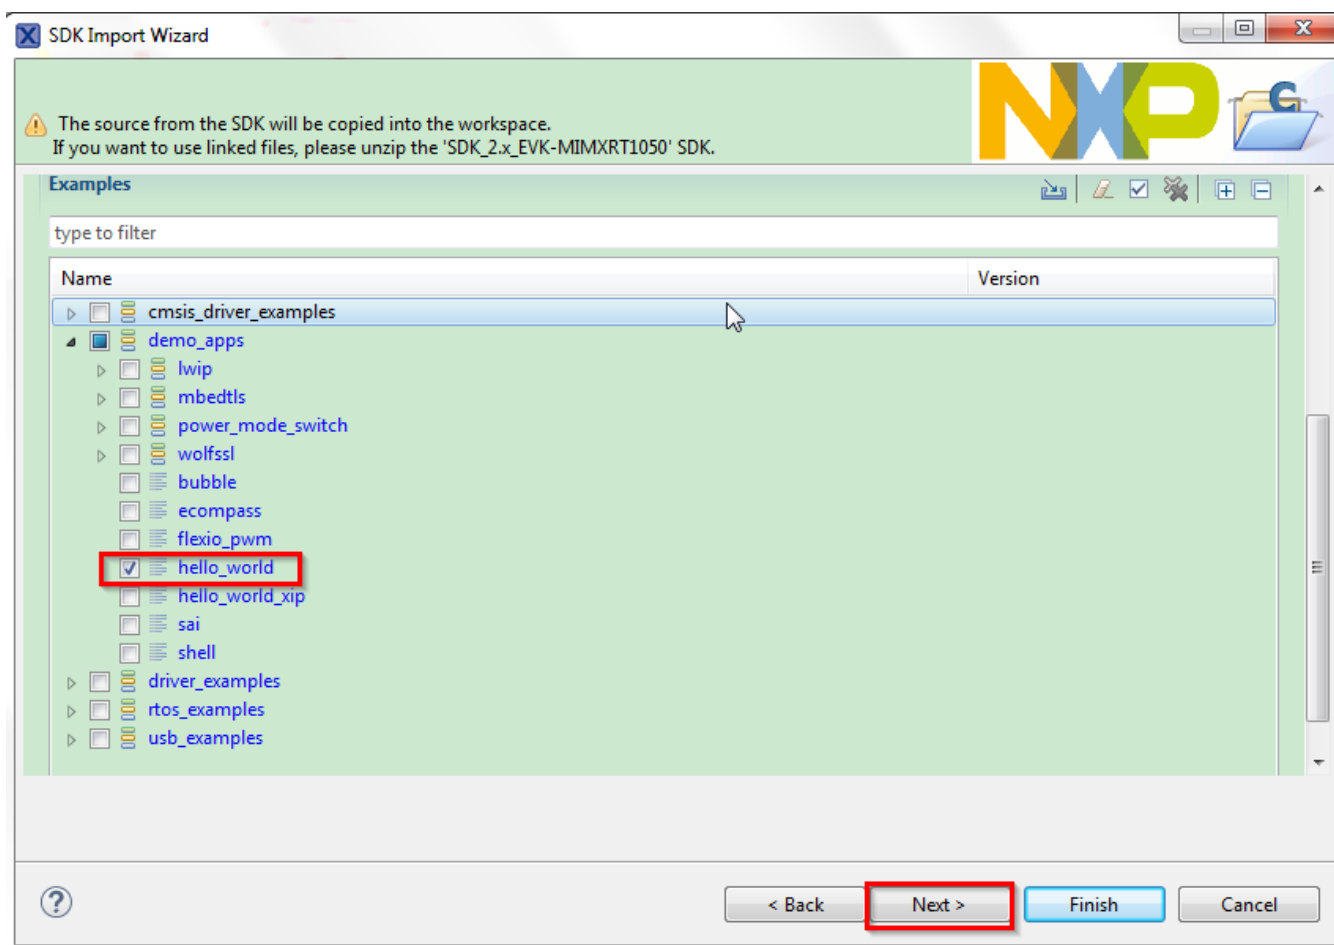 SDK Import Wizard
The source from the SDK will be copied into the workspace.
If you want to use linked files, please unzip the 'SDK_2.x_EVK-MIMXRT1050' SDK.
NXP
C
Examples
type to filter
Name Version
cmsis_driver_examples
demo_apps
lwip
mbedtls
power_mode_switch
wolfssl
bubble
ecompass
flexio_pwm
hello_world
hello_world_xip
sai
shell
driver_examples
rtos_examples
usb_examples
< Back Next > Finish Cancel